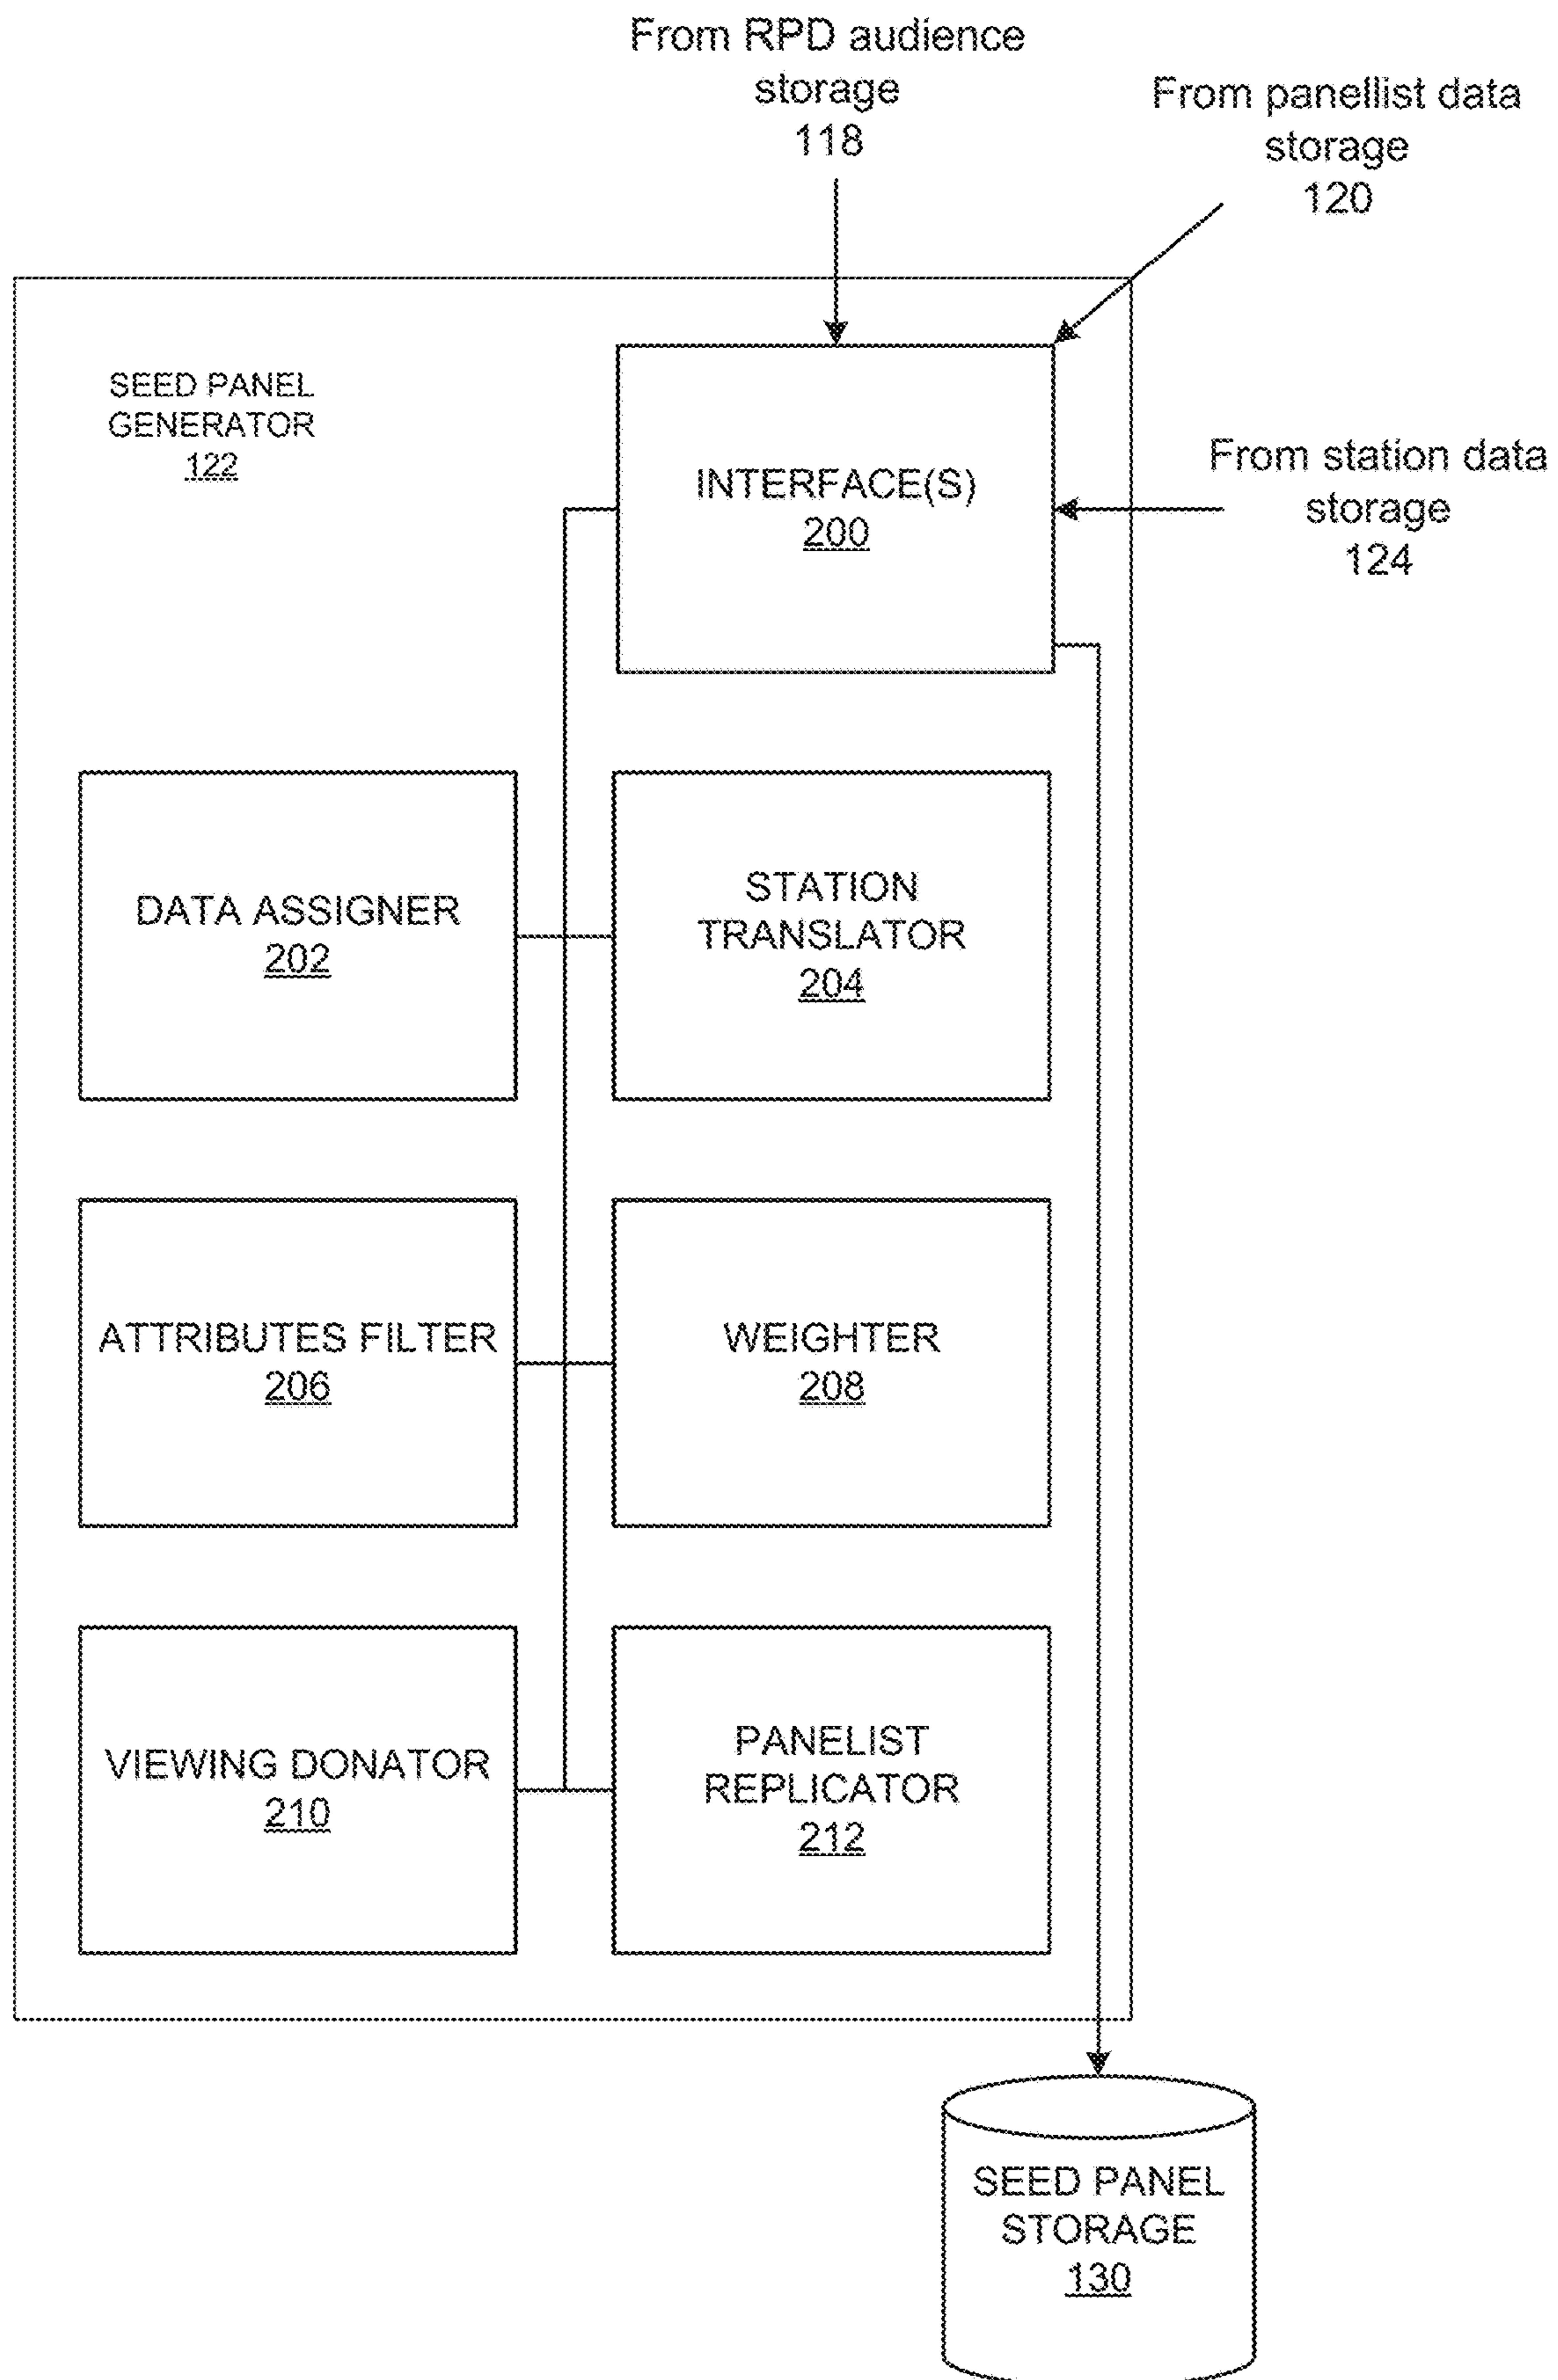 From RPD audience
storage
118
From panellist data
storage
120
SEED PANEL
GENERATOR
122
INTERFACE(S)
200
From station data
storage
124
DATA ASSIGNER
202
STATION
TRANSLATOR
204
ATTRIBUTES FILTER
206
WEIGHTER
208
VIEWING DONATOR
210
PANELIST
REPLICATOR
212
SEED PANEL
STORAGE
130